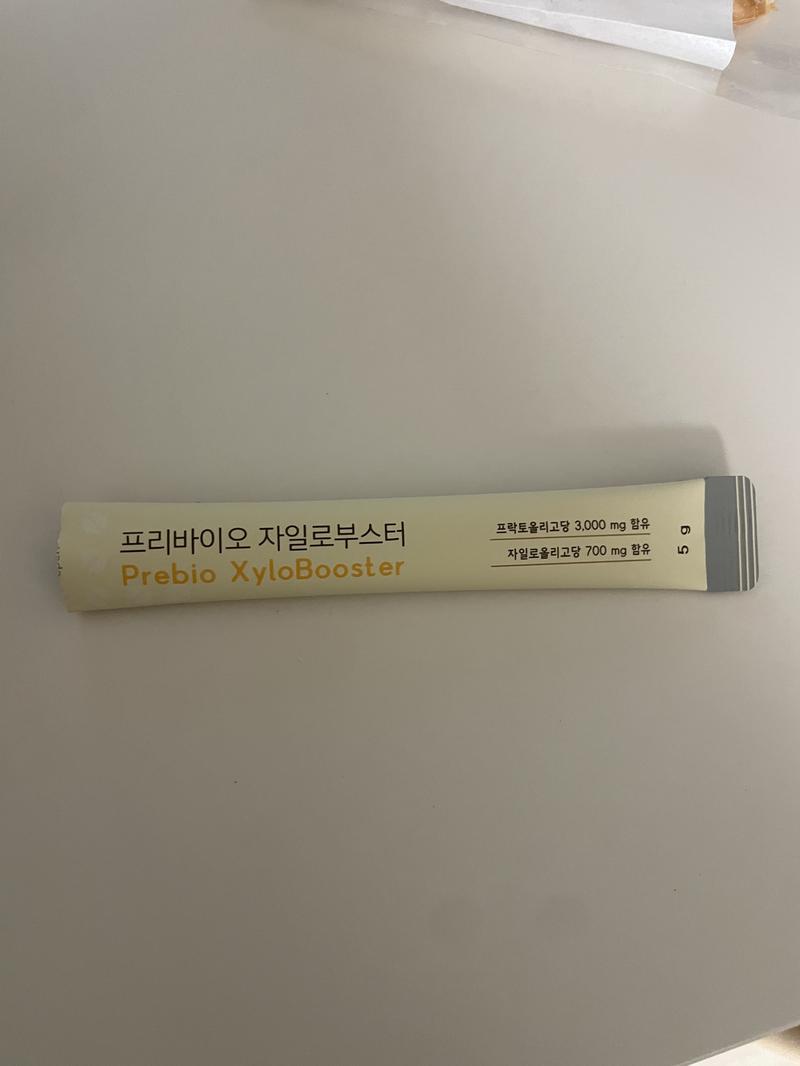 프리바이오 자일로부스터
Prebio XyloBooster
프락토올리고당 3,000 mg 함유
자일로올리고당 700 mg 함유
5 g